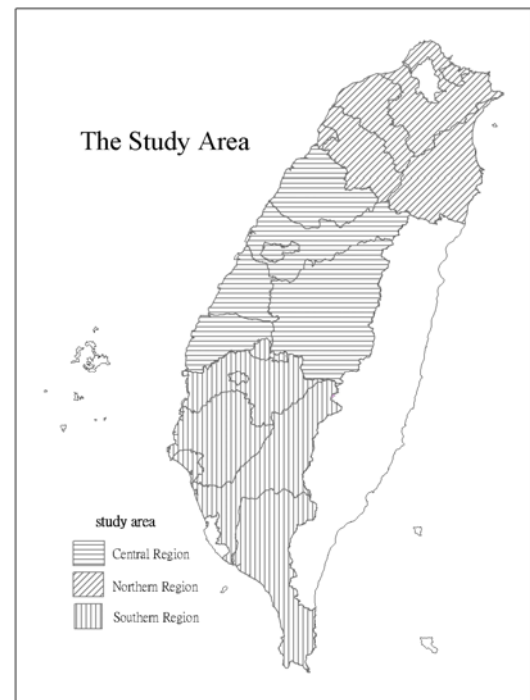 The Study Area
study area
Central Region
Northern Region
Southern Region